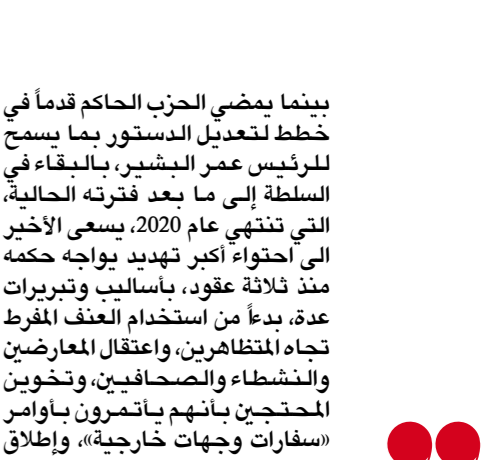 بينما يمضي الحزب الحاكم قدماً في
خطط لتعديل الدستور بما يسمح
للرئيس عمر البشير، بالبقاء في
السلطة إلى ما بعد فترته الحالية،
التي تنتهي عام 2020، يسعى الأخير
الى احتواء أكبر تهديد يواجه حكمه
منذ ثلاثة عقود، بأساليب وتبريرات
عدة، بدءاً من استخدام العنف المفرط
تجاه المتظاهرين، واعتقال المعارضين
والنشطاء والصحافيين، وتخوين
المحتجين بأنهم يأتمرون بأوامر
«سفارات وجهات خارجية»، وإطلاق